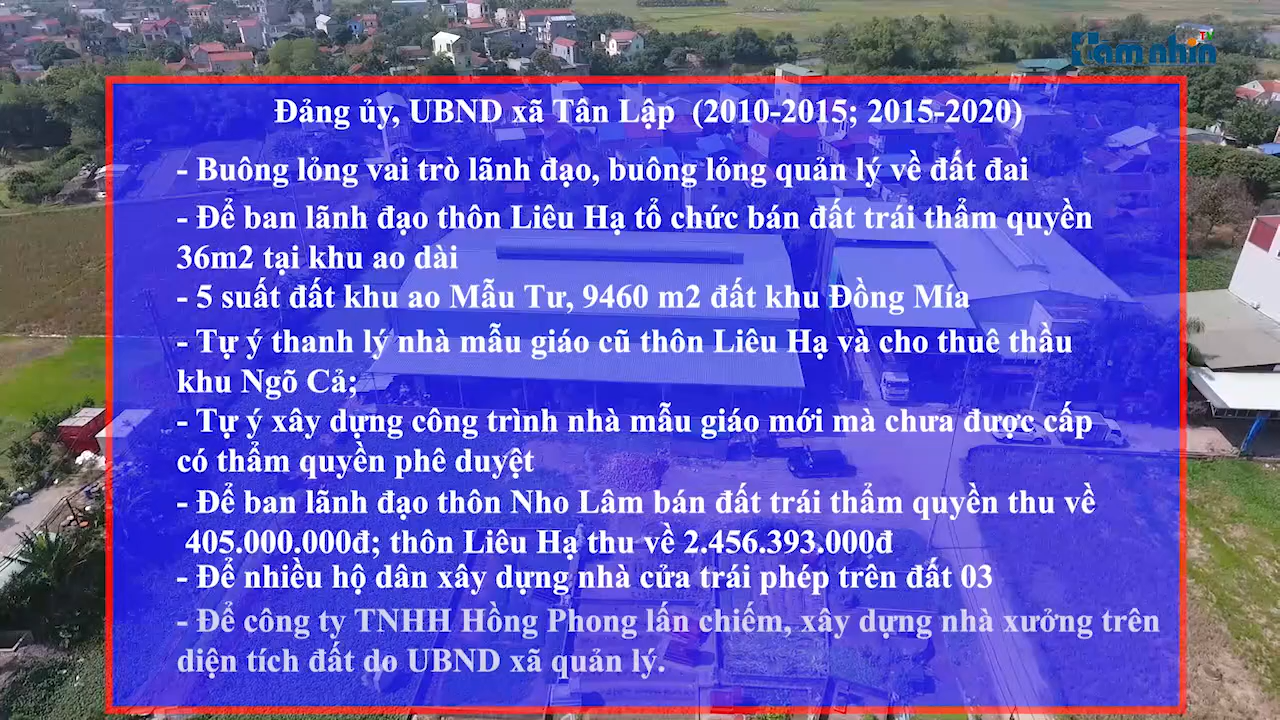 Tầm nhìn TV
Đảng ủy, UBND xã Tân Lập (2010-2015; 2015-2020)
- Buông lỏng vai trò lãnh đạo, buông lỏng quản lý về đất đai
- Để ban lãnh đạo thôn Liêu Hạ tổ chức bán đất trái thẩm quyền
36m2 tại khu ao dài
- 5 suất đất khu ao Mẫu Tư, 9460 m2 đất khu Đồng Mía
- Tự ý thanh lý nhà mẫu giáo cũ thôn Liêu Hạ và cho thuê thầu
khu Ngõ Cả;
- Tự ý xây dựng công trình nhà mẫu giáo mới mà chưa được cấp
có thẩm quyền phê duyệt
- Để ban lãnh đạo thôn Nho Lâm bán đất trái thẩm quyền thu về
405.000.000đ; thôn Liêu Hạ thu về 2.456.393.000đ
- Để nhiều hộ dân xây dựng nhà cửa trái phép trên đất 03
- Để công ty TNHH Hồng Phong lấn chiếm, xây dựng nhà xưởng trên
diện tích đất do UBND xã quản lý.